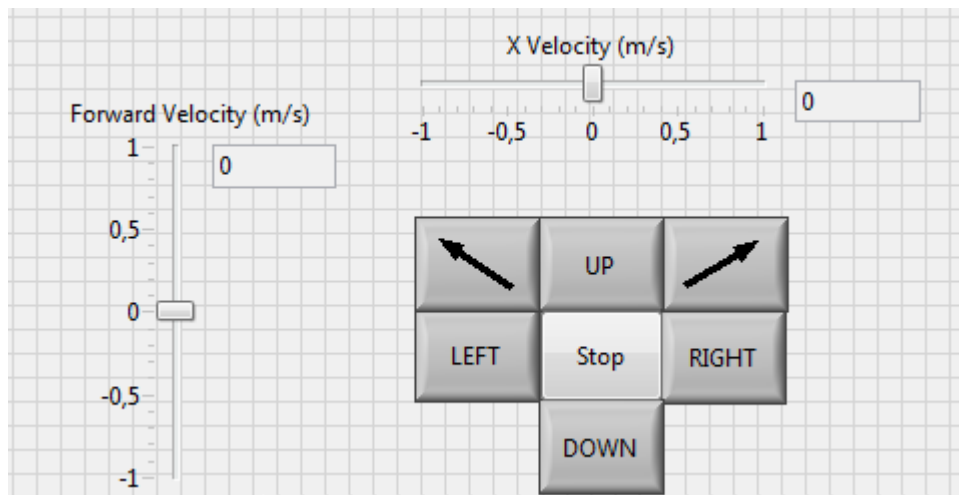 X Velocity (m/s)
0
-1 -0,5 0 0,5 1
Forward Velocity (m/s)
1
0
0,5
0
-0,5
-1
UP
LEFT Stop RIGHT
DOWN